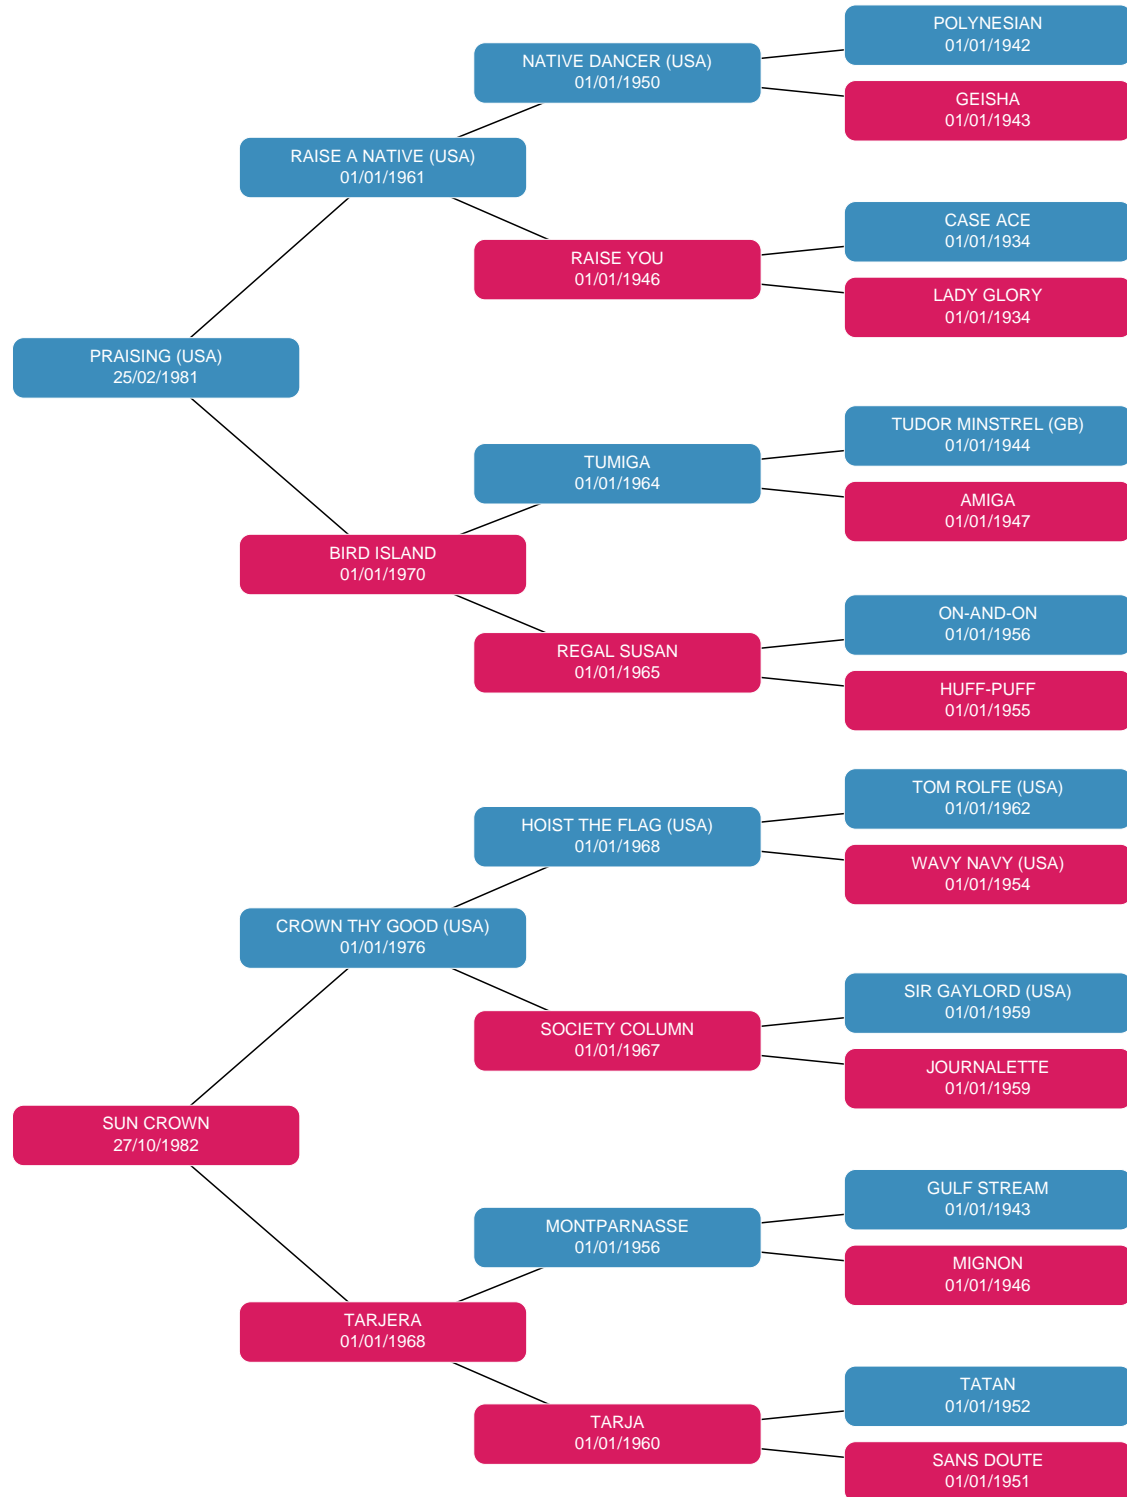 POLYNESIAN
01/01/1942
NATIVE DANCER (USA)
01/01/1950
GEISHA
01/01/1943
RAISE A NATIVE (USA)
01/01/1961
CASE ACE
01/01/1934
RAISE YOU
01/01/1946
LADY GLORY
01/01/1934
PRAISING (USA)
25/02/1981
TUDOR MINSTREL (GB)
01/01/1944
TUMIGA
01/01/1964
AMIGA
01/01/1947
BIRD ISLAND
01/01/1970
ON-AND-ON
01/01/1956
REGAL SUSAN
01/01/1965
HUFF-PUFF
01/01/1955
TOM ROLFE (USA)
01/01/1962
HOIST THE FLAG (USA)
01/01/1968
WAVY NAVY (USA)
01/01/1954
CROWN THY GOOD (USA)
01/01/1976
SIR GAYLORD (USA)
01/01/1959
SOCIETY COLUMN
01/01/1967
JOURNALETTE
01/01/1959
SUN CROWN
27/10/1982
GULF STREAM
01/01/1943
MONTPARNASSE
01/01/1956
MIGNON
01/01/1946
TARJERA
01/01/1968
TATAN
01/01/1952
TARJA
01/01/1960
SANS DOUTE
01/01/1951